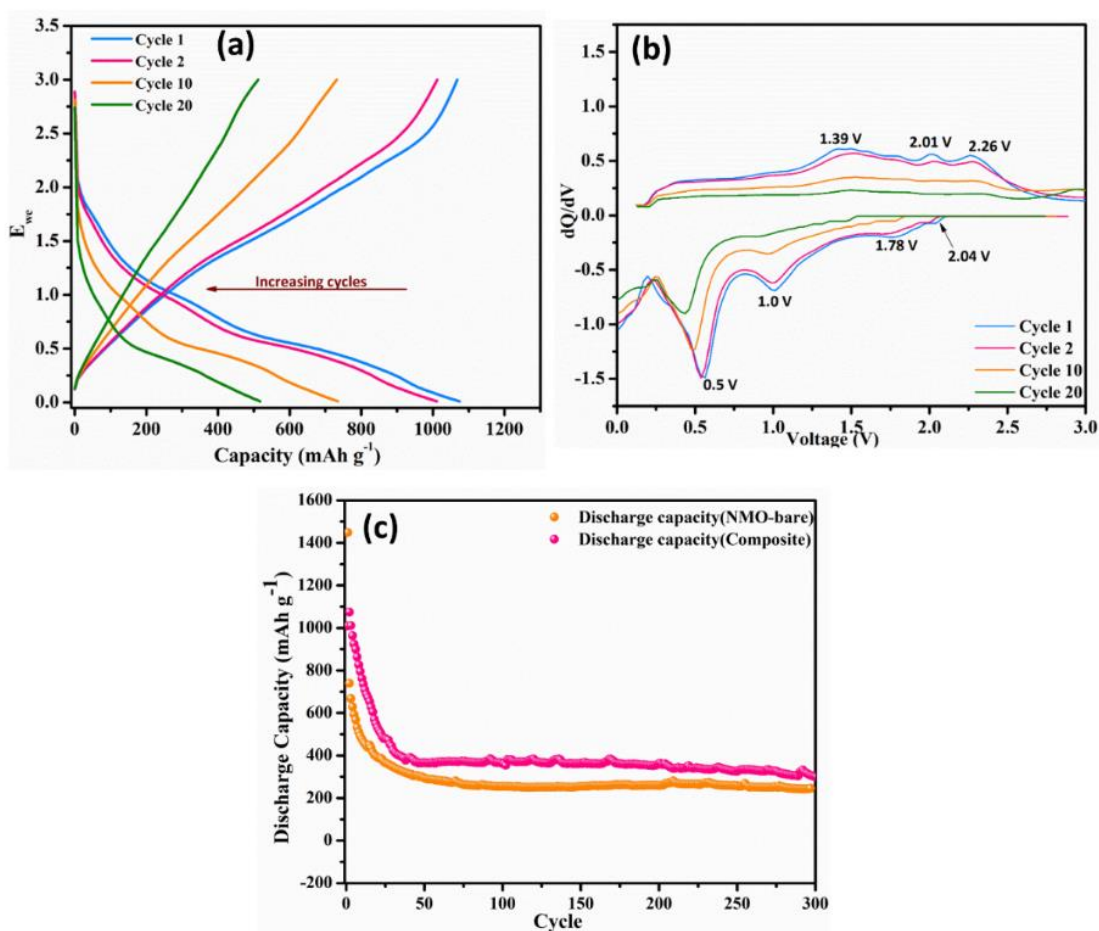 (a)
Cycle 1
Cycle 2
Cycle 10
Cycle 20
3.5
3.0
2.5
2.0
1.5
1.0
0.5
0.0
E_we
Increasing cycles
0 200 400 600 800 1000 1200
Capacity (mAh g⁻¹)
(b)
1.5
1.0
0.5
0.0
-0.5
-1.0
-1.5
dQ/dV
1.39 V
2.01 V
2.26 V
1.78 V
2.04 V
1.0 V
0.5 V
Cycle 1
Cycle 2
Cycle 10
Cycle 20
0.0 0.5 1.0 1.5 2.0 2.5 3.0
Voltage (V)
(c)
Discharge capacity(NMO-bare)
Discharge capacity(Composite)
1600
1400
1200
1000
800
600
400
200
0
-200
Discharge Capacity (mAh g⁻¹)
0 50 100 150 200 250 300
Cycle